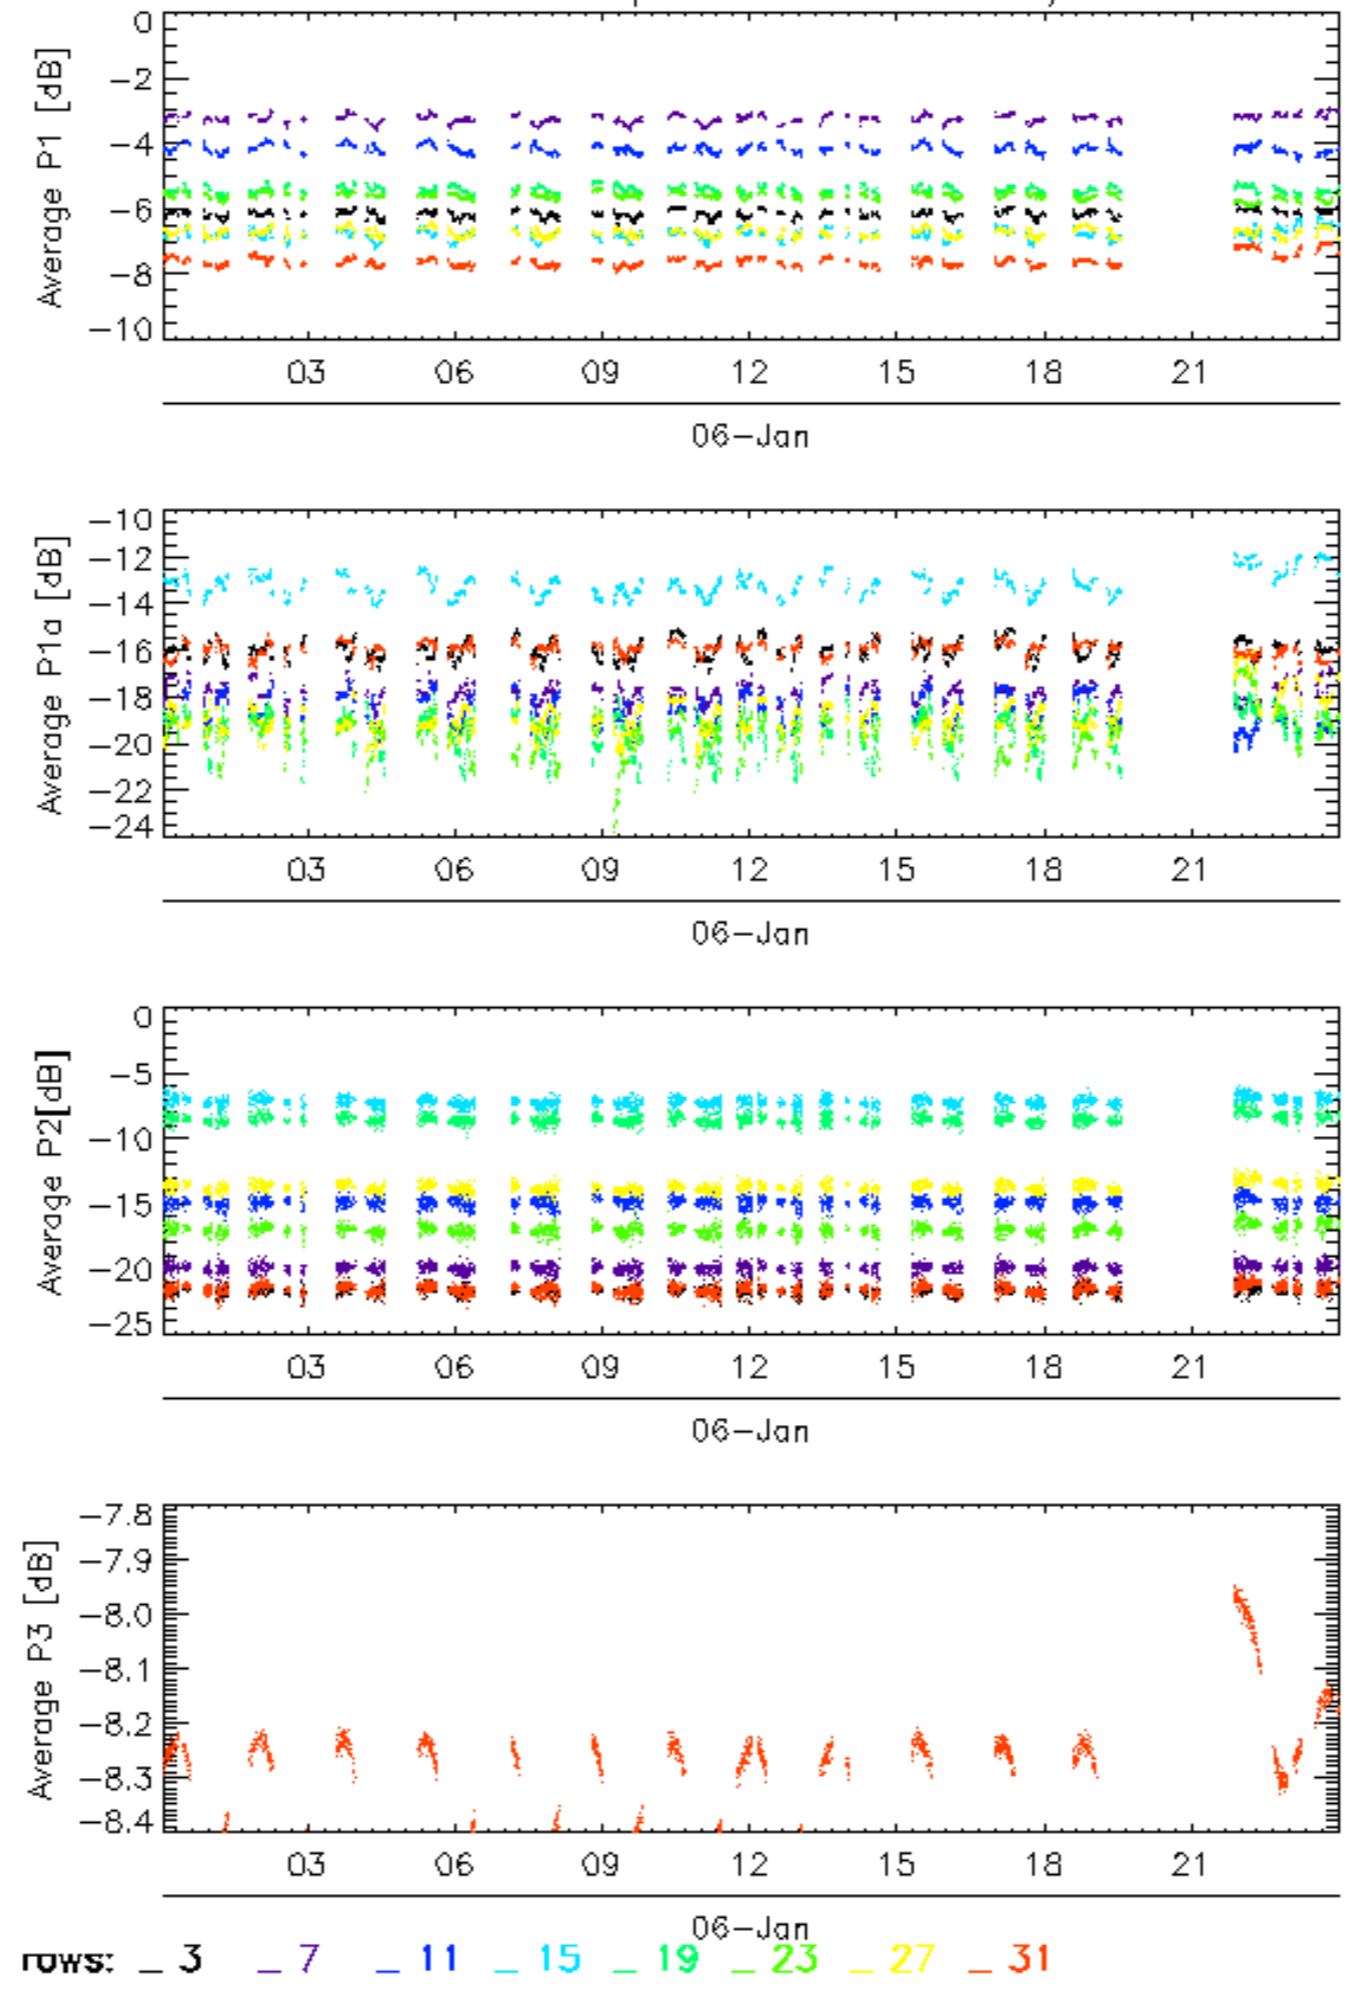 Average P1 [dB]
0
−2
−4
−6
−8
−10
03 06 09 12 15 18 21
06−Jan
Average P1a [dB]
−10
−12
−14
−16
−18
−20
−22
−24
03 06 09 12 15 18 21
06−Jan
Average P2[dB]
0
−5
−10
−15
−20
−25
03 06 09 12 15 18 21
06−Jan
Average P3 [dB]
−7.8
−7.9
−8.0
−8.1
−8.2
−8.3
−8.4
03 06 09 12 15 18 21
06−Jan
rows: _ 3 _ 7 _ 11 _ 15 _ 19 _ 23 _ 27 _ 31